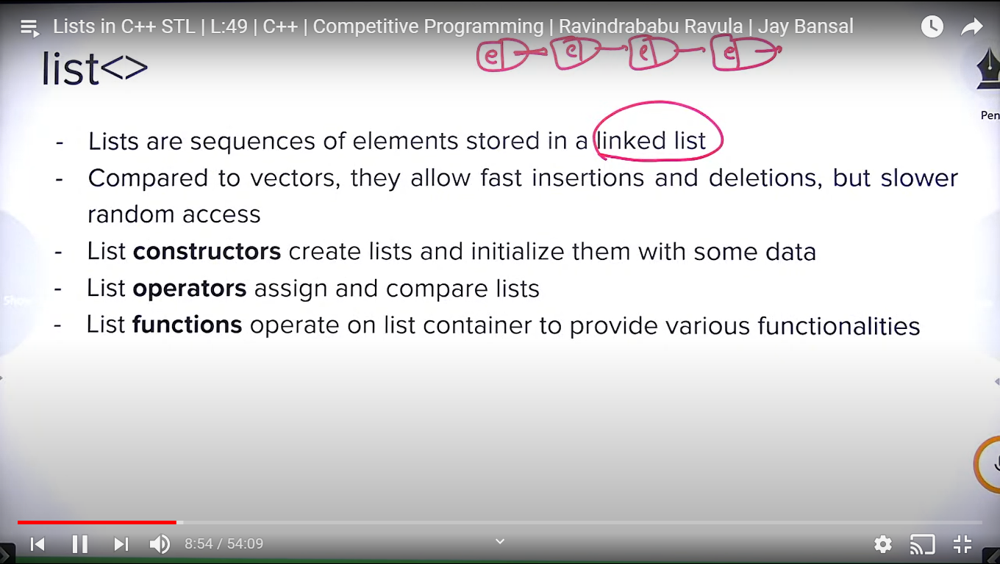 Lists in C++ STL | L:49 | C++ | Competitive Programming | Ravindrababu Ravula | Jay Bansal
list<>
e e e e
Pen
- Lists are sequences of elements stored in a linked list
- Compared to vectors, they allow fast insertions and deletions, but slower
random access
- List constructors create lists and initialize them with some data
- List operators assign and compare lists
Show
- List functions operate on list container to provide various functionalities
8:54 / 54:09